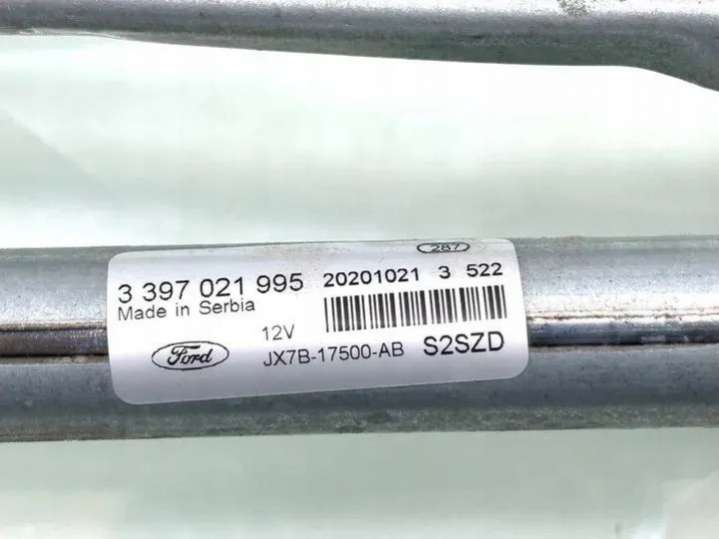 287
3 397 021 995 20201021 3 522
Made in Serbia
12V
Ford JX7B-17500-AB S2SZD